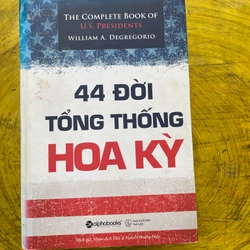 THE COMPLETE BOOK OF
U.S. PRESIDENTS
WILLIAM A. DEGREGORIO
44 ĐỜI
TỔNG THỐNG
HOA KỲ
alphabooks